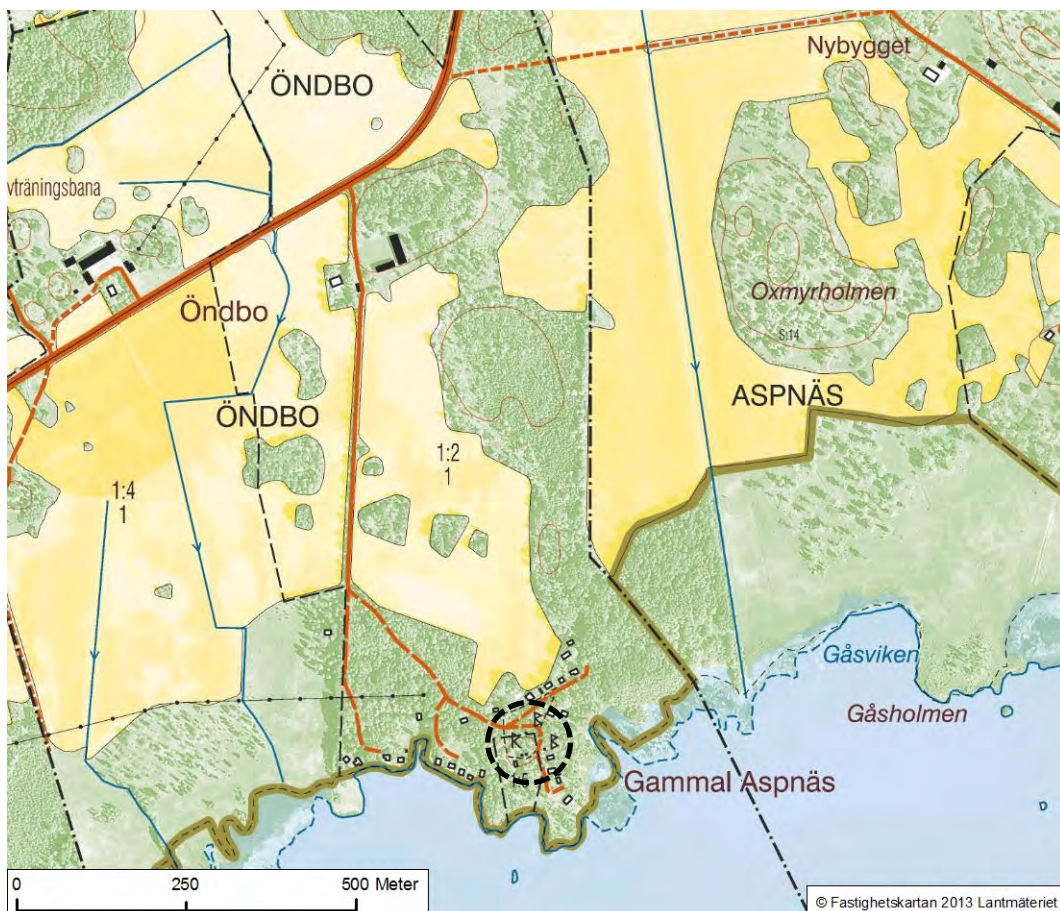 Nybygget
ÖNDBO
vträningsbana
Oxmyrholmen
S:14
Öndbo
ASPNÄS
ÖNDBO
1:2
1
1:4
1
Gåsviken
Gåsholmen
R
B
B
Gammal Aspnäs
0 250 500 Meter
© Fastighetskartan 2013 Lantmäteriet